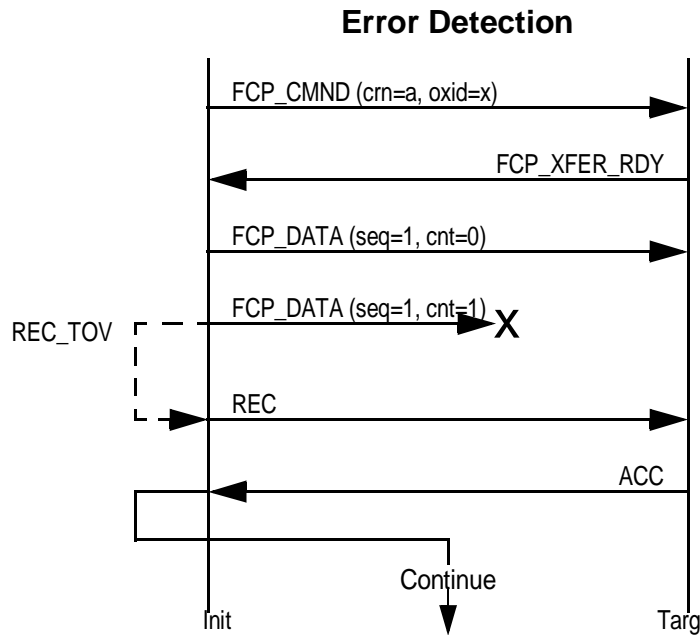 Error Detection
FCP_CMND (crn=a, oxid=x)
FCP_XFER_RDY
FCP_DATA (seq=1, cnt=0)
FCP_DATA (seq=1, cnt=1)
X
REC_TOV
REC
ACC
Continue
Init
Targ